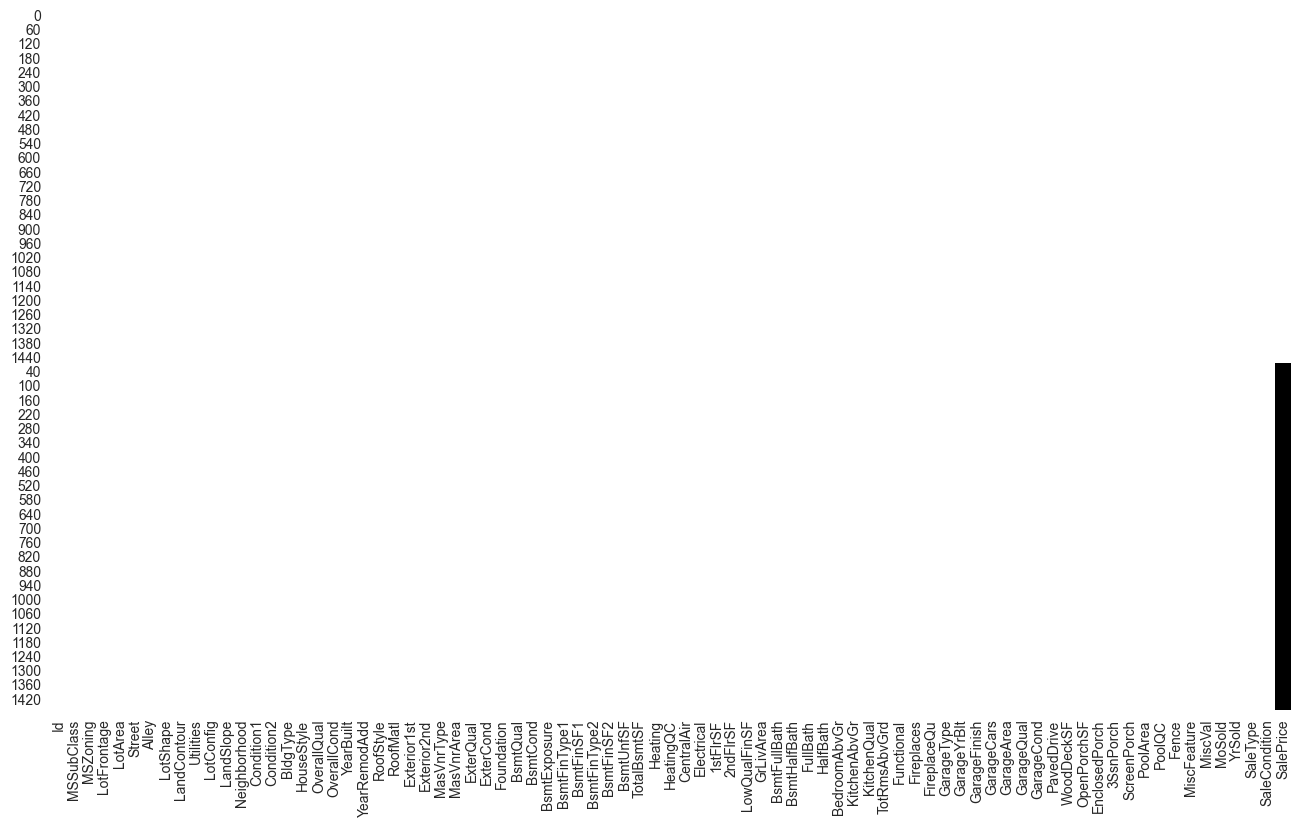 0
60
120
180
240
300
360
420
480
540
600
660
720
780
840
900
960
1020
1080
1140
1200
1260
1320
1380
1440
40
100
160
220
280
340
400
460
520
580
640
700
760
820
880
940
1000
1060
1120
1180
1240
1300
1360
1420
Id
MSSubClass
MSZoning
LotFrontage
LotArea
Street
Alley
LotShape
LandContour
Utilities
LotConfig
LandSlope
Neighborhood
Condition1
Condition2
BldgType
HouseStyle
OverallQual
OverallCond
YearBuilt
YearRemodAdd
RoofStyle
RoofMatl
Exterior1st
Exterior2nd
MasVnrType
MasVnrArea
ExterQual
ExterCond
Foundation
BsmtQual
BsmtCond
BsmtExposure
BsmtFinType1
BsmtFinSF1
BsmtFinType2
BsmtFinSF2
BsmtUnfSF
TotalBsmtSF
Heating
HeatingQC
CentralAir
Electrical
1stFlrSF
2ndFlrSF
LowQualFinSF
GrLivArea
BsmtFullBath
BsmtHalfBath
FullBath
HalfBath
BedroomAbvGr
KitchenAbvGr
KitchenQual
TotRmsAbvGrd
Functional
Fireplaces
FireplaceQu
GarageType
GarageYrBlt
GarageFinish
GarageCars
GarageArea
GarageQual
GarageCond
PavedDrive
WoodDeckSF
OpenPorchSF
EnclosedPorch
3SsnPorch
ScreenPorch
PoolArea
PoolQC
Fence
MiscFeature
MiscVal
MoSold
YrSold
SaleType
SaleCondition
SalePrice